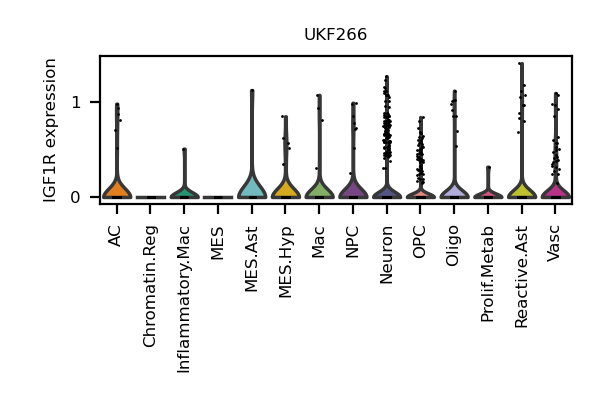 UKF266
IGF1R expression
1
0
AC
Chromatin.Reg
Inflammatory.Mac
MES
MES.Ast
MES.Hyp
Mac
NPC
Neuron
OPC
Oligo
Prolif.Metab
Reactive.Ast
Vasc